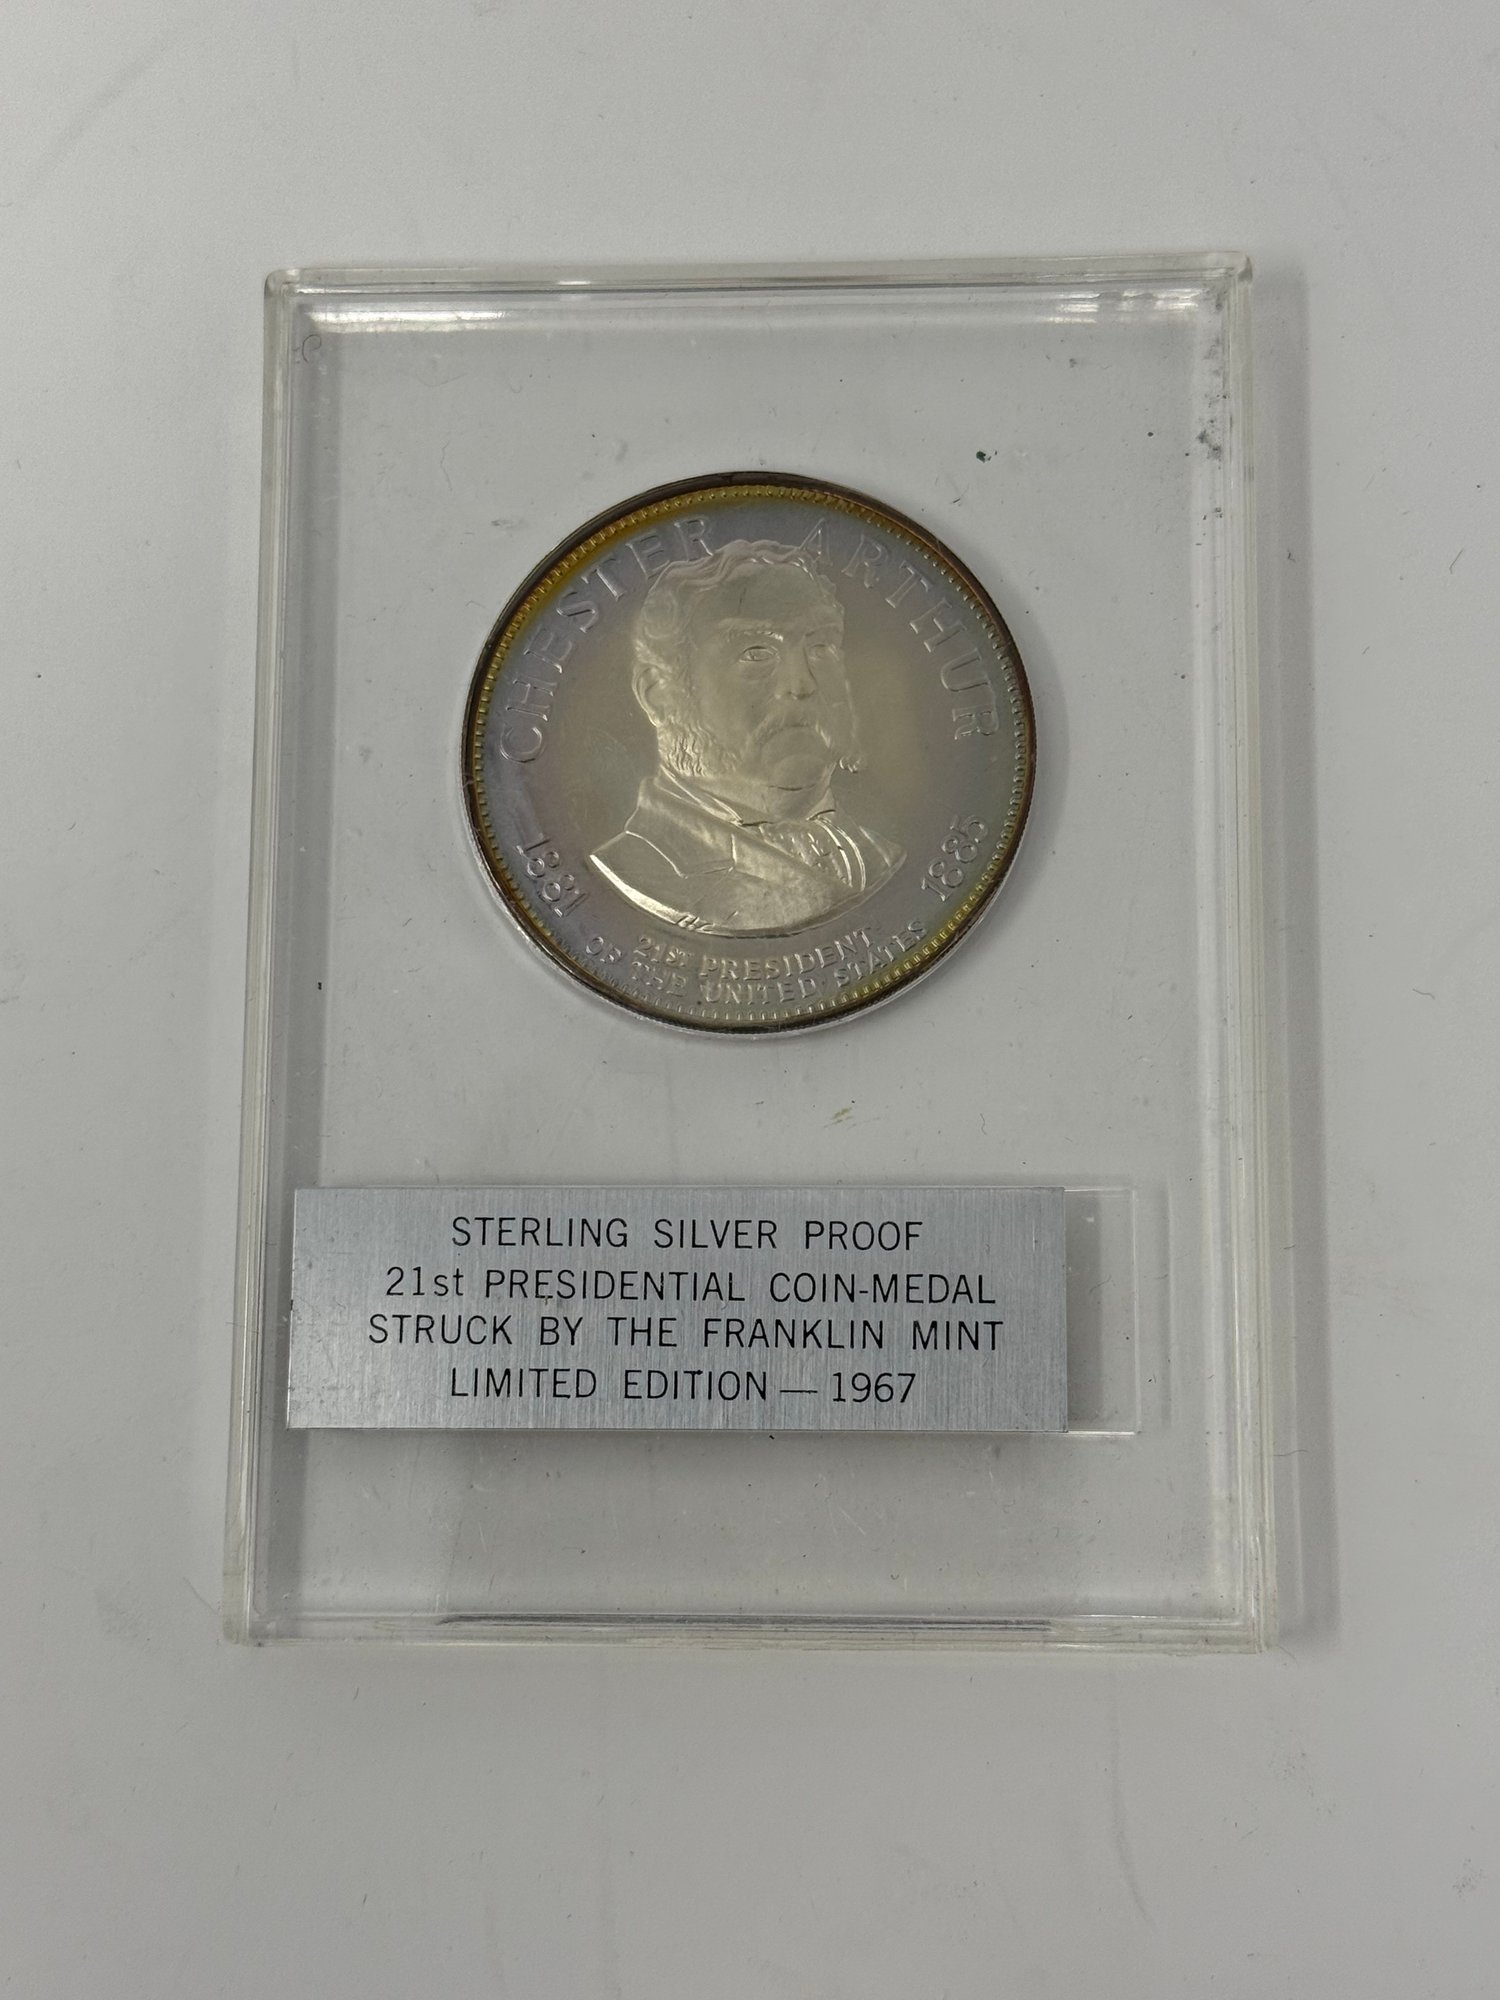 CHESTER ARTHUR
1881
1885
21ST PRESIDENT
OF THE UNITED STATES
STERLING SILVER PROOF
21st PRESIDENTIAL COIN-MEDAL
STRUCK BY THE FRANKLIN MINT
LIMITED EDITION — 1967